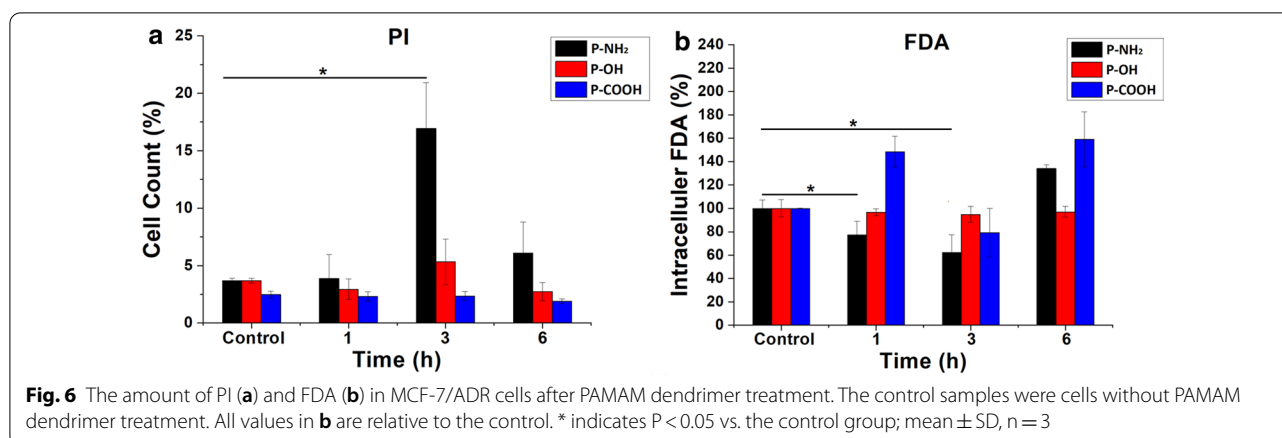 a
PI
P-NH₂
P-OH
P-COOH
*
25
20
15
10
5
0
Cell Count (%)
Control 1 3 6
Time (h)
b
FDA
P-NH₂
P-OH
P-COOH
*
*
240
220
200
180
160
140
120
100
80
60
40
20
0
Intracelluler FDA (%)
Control 1 3 6
Time (h)
Fig. 6 The amount of PI (a) and FDA (b) in MCF-7/ADR cells after PAMAM dendrimer treatment. The control samples were cells without PAMAM
dendrimer treatment. All values in b are relative to the control. * indicates P < 0.05 vs. the control group; mean ± SD, n = 3